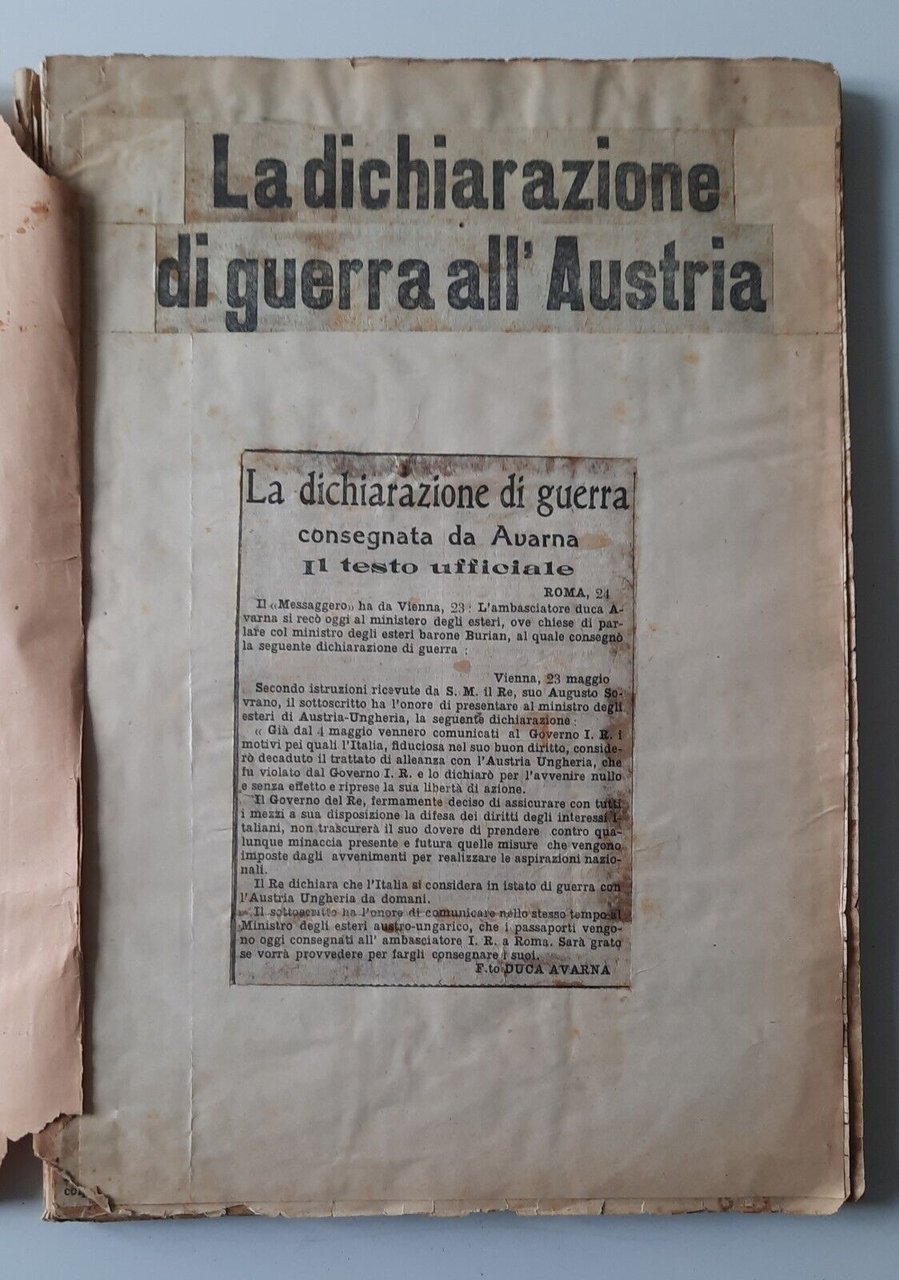 La dichiarazione
di guerra all' Austria
La dichiarazione di guerra
consegnata da Avarna
Il testo ufficiale
ROMA, 24
Il «Messaggero» ha da Vienna, 23 : L'ambasciatore duca A-
varna si recò oggi al ministero degli esteri, ove chiese di par-
lare col ministro degli esteri barone Burian, al quale consegnò
la seguente dichiarazione di guerra :
Vienna, 23 maggio
Secondo istruzioni ricevute da S. M. il Re, suo Augusto So-
vrano, il sottoscritto ha l'onore di presentare al ministro degli
esteri di Austria-Ungheria, la seguente dichiarazione :
« Già dal 4 maggio vennero comunicati al Governo I. R. i
motivi pei quali l'Italia, fiduciosa nel suo buon diritto, conside-
rò decaduto il trattato di alleanza con l'Austria Ungheria, che
fu violato dal Governo I. R. e lo dichiarò per l'avvenire nullo
e senza effetto e riprese la sua libertà di azione.
Il Governo del Re, fermamente deciso di assicurare con tutti
i mezzi a sua disposizione la difesa dei diritti degli interessi i-
taliani, non trascurerà il suo dovere di prendere contro qua-
lunque minaccia presente e futura quelle misure che vengono
imposte dagli avvenimenti per realizzare le aspirazioni nazio-
nali.
Il Re dichiara che l'Italia si considera in istato di guerra con
l'Austria Ungheria da domani.
Il sottoscritto ha l'onore di comunicare nello stesso tempo al
Ministro degli esteri austro-ungarico, che i passaporti vengo-
no oggi consegnati all' ambasciatore I. R. a Roma. Sarà grato
se vorrà provvedere per fargli consegnare i suoi.
F.to DUCA AVARNA